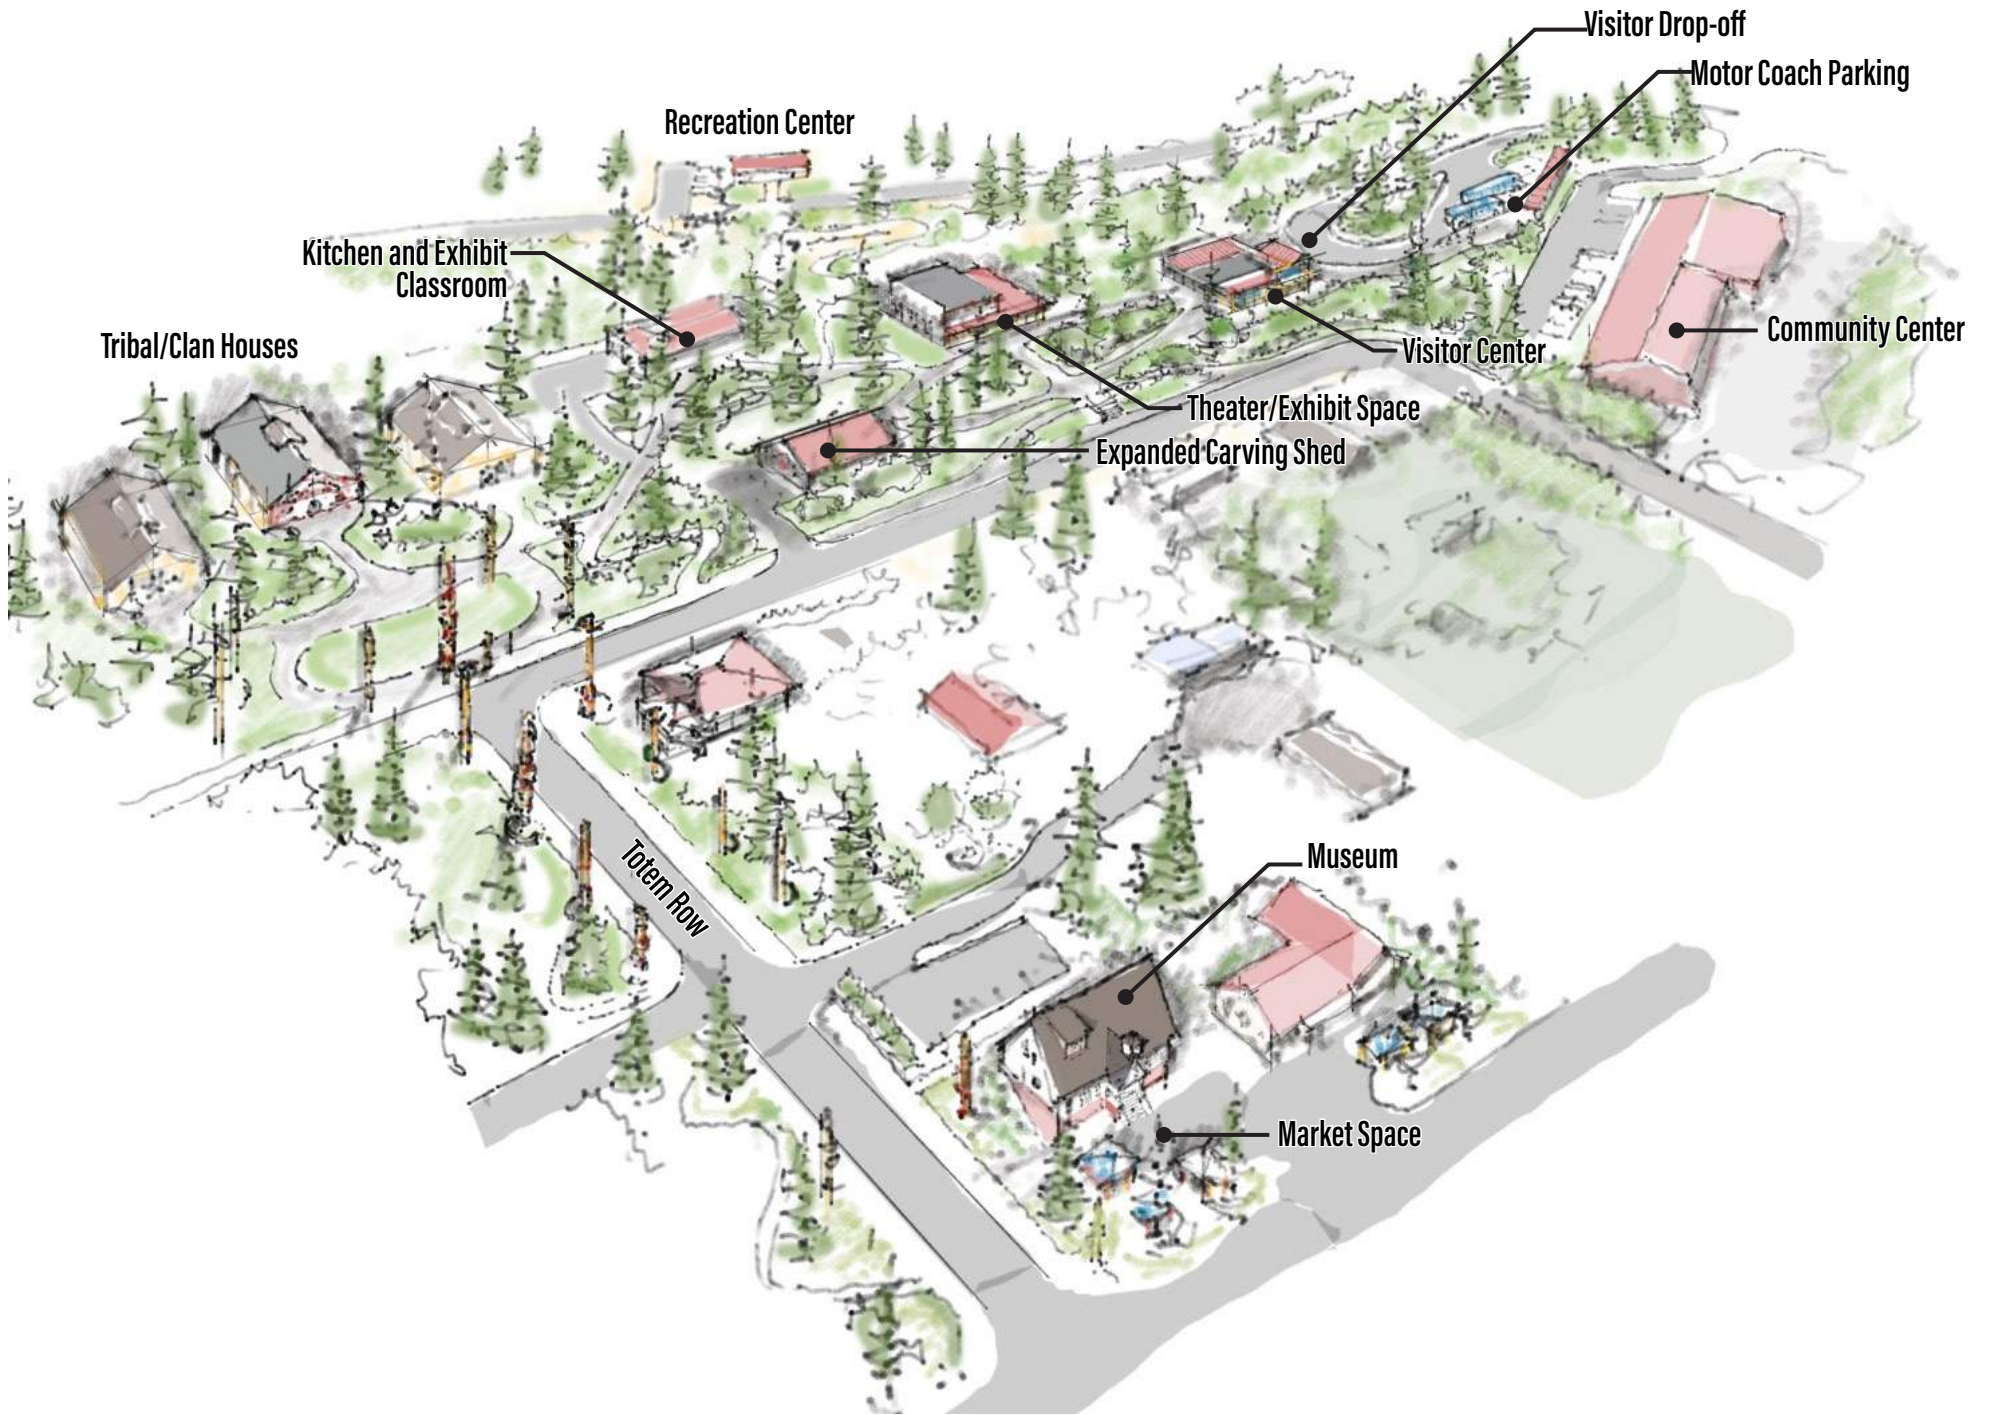 Visitor Drop-off
Motor Coach Parking
Recreation Center
Kitchen and Exhibit
Classroom
Community Center
Tribal/Clan Houses
Visitor Center
Theater/Exhibit Space
Expanded Carving Shed
Totem Row
Museum
Market Space